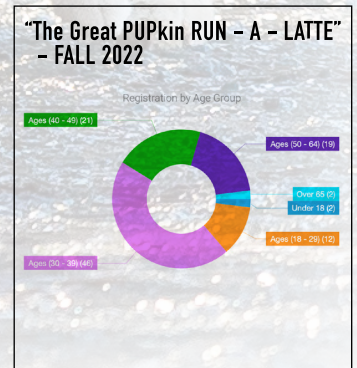 “The Great PUPkin RUN – A – LATTE”
– FALL 2022
Registration by Age Group
Ages (40 - 49) (21)
Ages (50 - 64) (19)
Over 65 (2)
Under 18 (2)
Ages (18 - 29) (12)
Ages (30 - 39) (46)